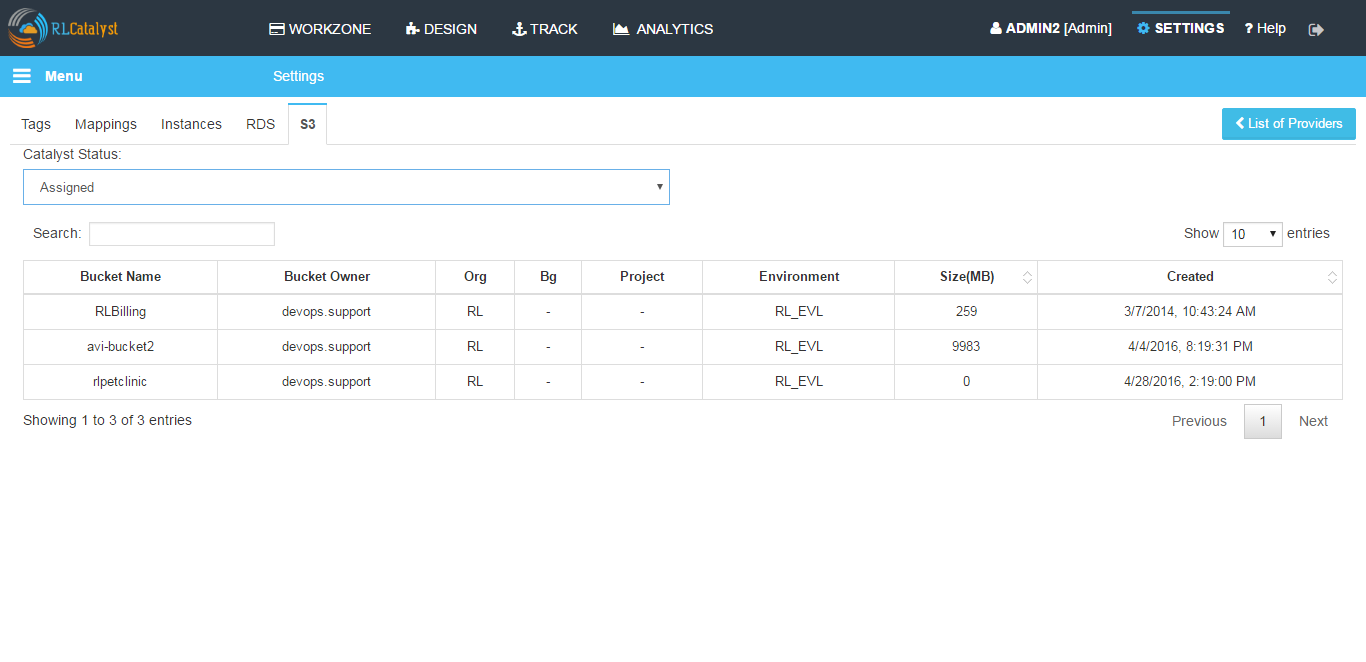 RLCatalyst WORKZONE DESIGN TRACK ANALYTICS ADMIN2 [Admin] SETTINGS ? Help
Menu Settings
Tags Mappings Instances RDS S3 List of Providers
Catalyst Status:
Assigned
Search: Show 10 entries
Bucket Name Bucket Owner Org Bg Project Environment Size(MB) Created
RLBilling devops.support RL - - RL_EVL 259 3/7/2014, 10:43:24 AM
avi-bucket2 devops.support RL - - RL_EVL 9983 4/4/2016, 8:19:31 PM
rlpetclinic devops.support RL - - RL_EVL 0 4/28/2016, 2:19:00 PM
Showing 1 to 3 of 3 entries Previous 1 Next